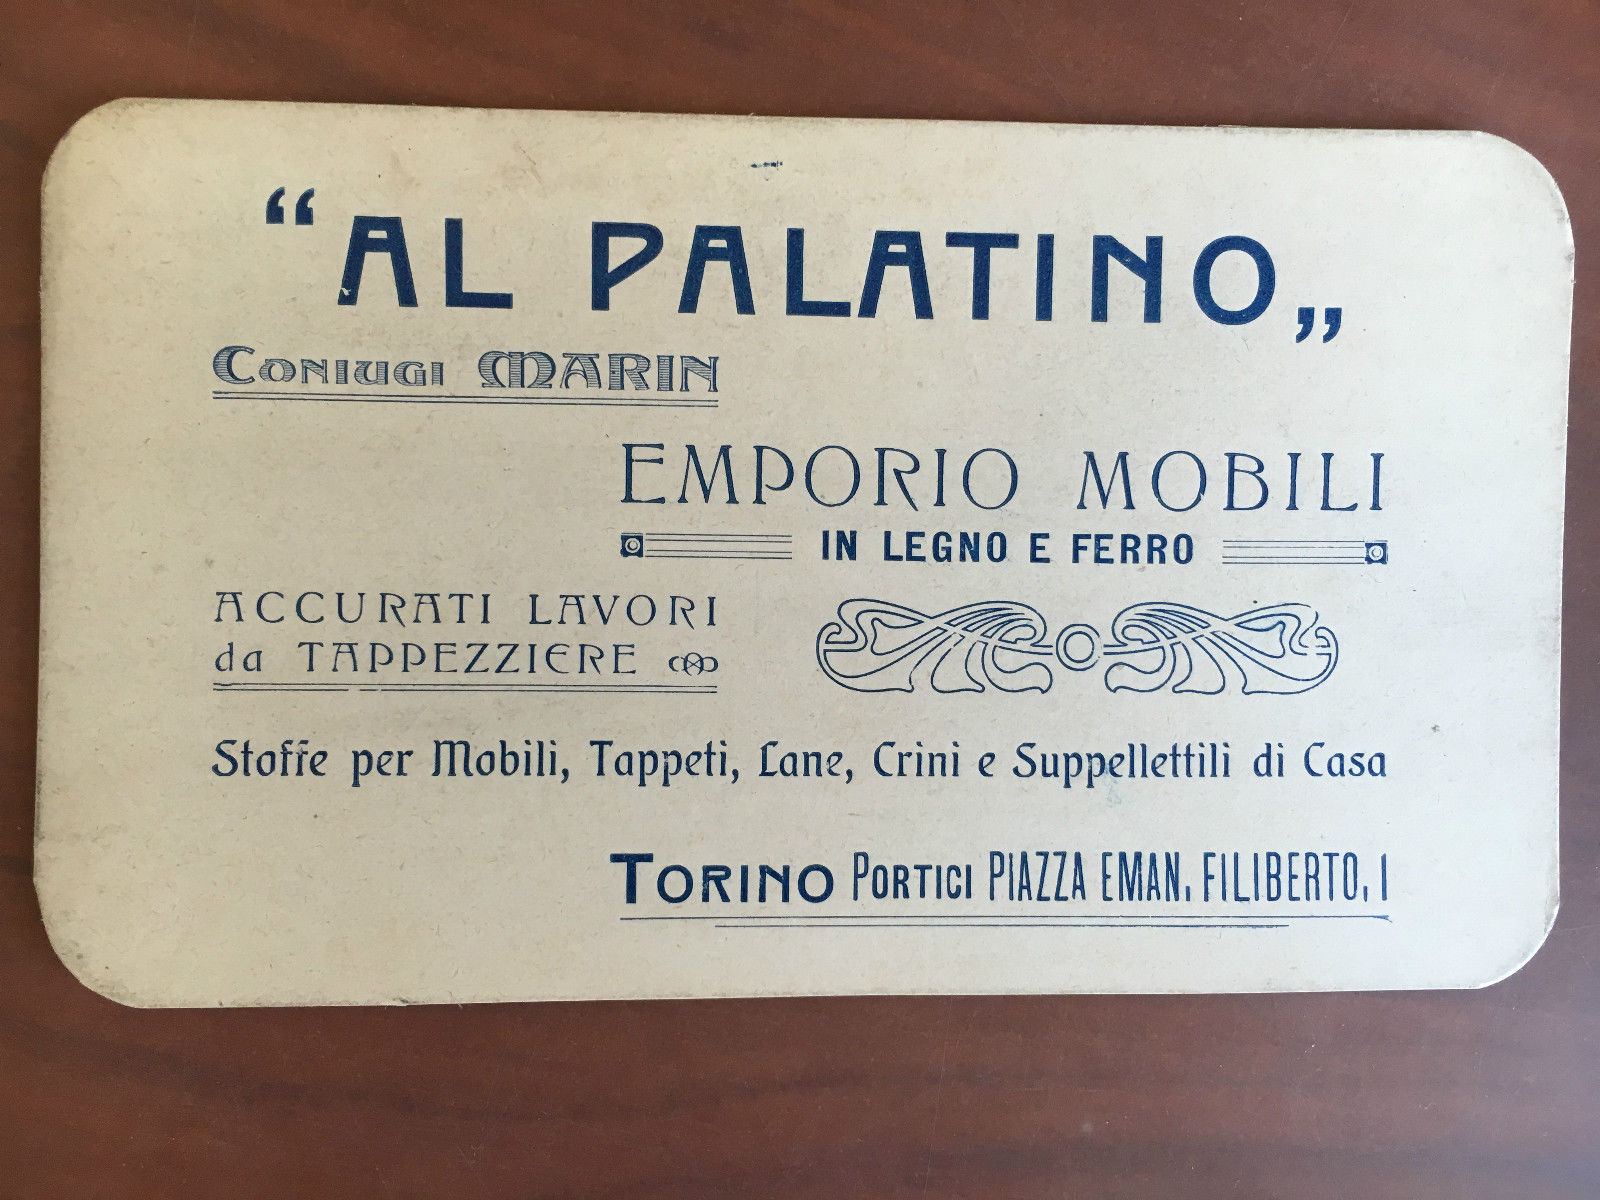 “AL PALATINO„
CONIUGI MARIN
EMPORIO MOBILI
IN LEGNO E FERRO
ACCURATI LAVORI
da TAPPEZZIERE
Stoffe per Mobili, Tappeti, Lane, Crini e Suppellettili di Casa
TORINO PORTICI PIAZZA EMAN. FILIBERTO, 1